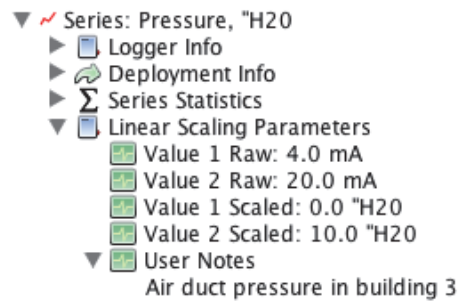 Series: Pressure, "H20
Logger Info
Deployment Info
Series Statistics
Linear Scaling Parameters
Value 1 Raw: 4.0 mA
Value 2 Raw: 20.0 mA
Value 1 Scaled: 0.0 "H20
Value 2 Scaled: 10.0 "H20
User Notes
Air duct pressure in building 3